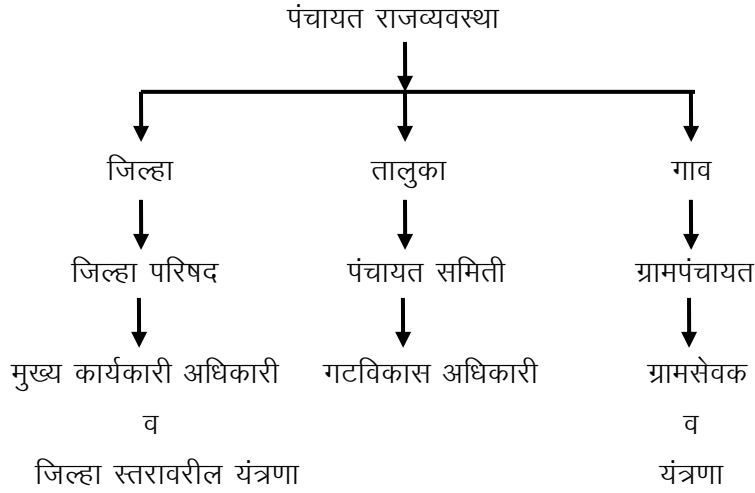 पंचायत राजव्यवस्था
जिल्हा तालुका गाव
जिल्हा परिषद पंचायत समिती ग्रामपंचायत
मुख्य कार्यकारी अधिकारी गटविकास अधिकारी ग्रामसेवक
व व
जिल्हा स्तरावरील यंत्रणा यंत्रणा